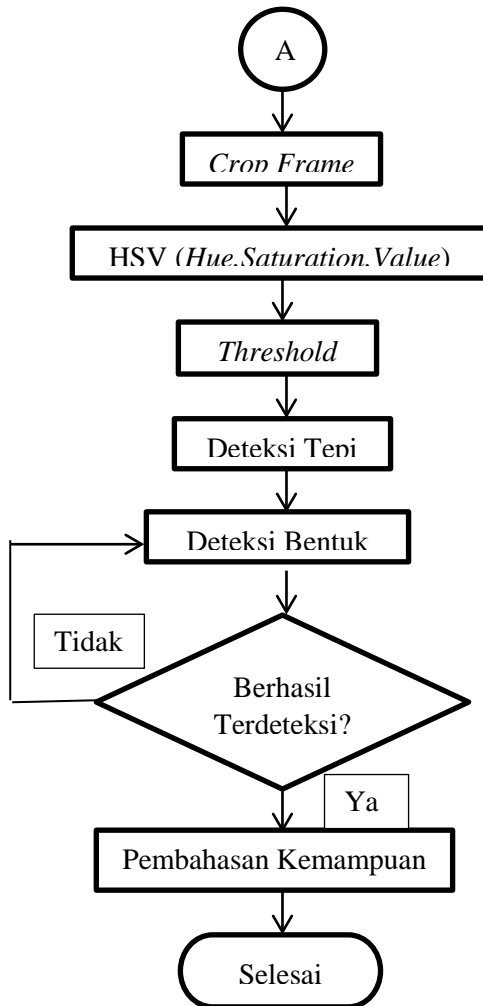 A
Crop Frame
HSV (Hue,Saturation,Value)
Threshold
Deteksi Tepi
Deteksi Bentuk
Tidak
Berhasil
Terdeteksi?
Ya
Pembahasan Kemampuan
Selesai